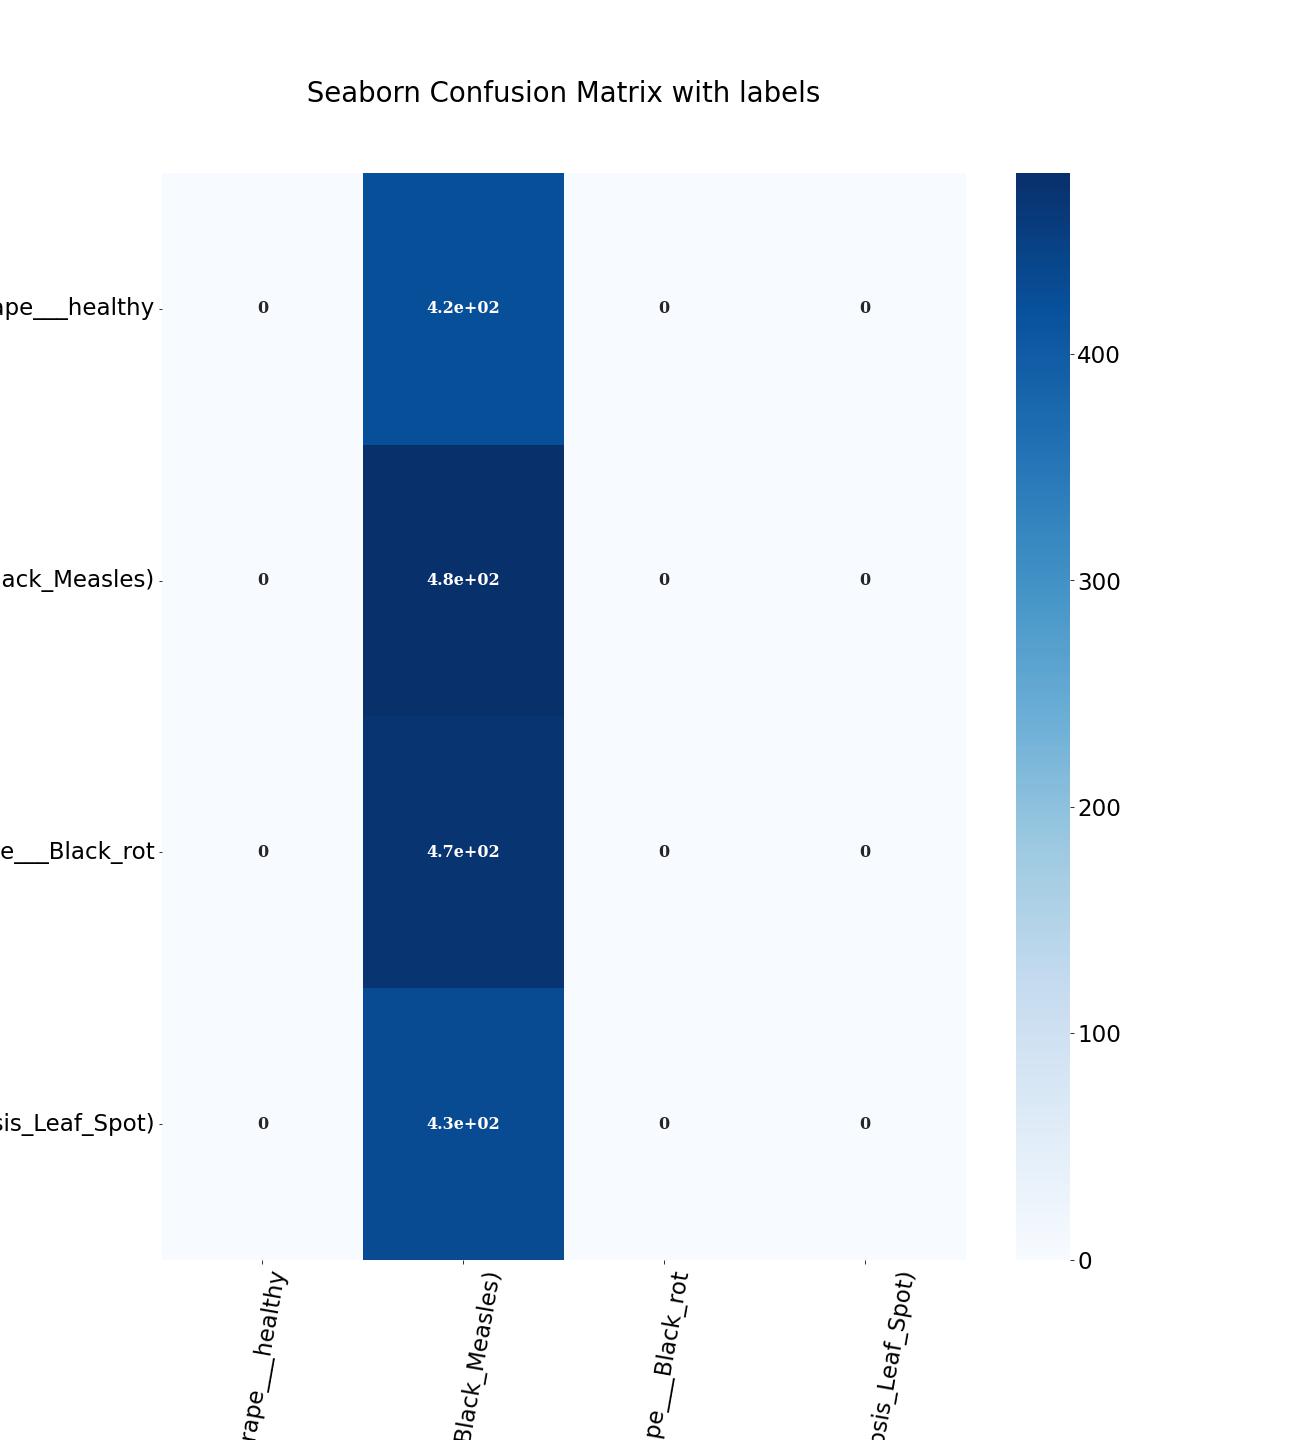 Seaborn Confusion Matrix with labels
ape___healthy 0 4.2e+02 0 0
400
ack_Measles) 0 4.8e+02 0 0
300
200
e___Black_rot 0 4.7e+02 0 0
100
sis_Leaf_Spot) 0 4.3e+02 0 0
0
rape___healthy
Black_Measles)
pe___Black_rot
osis_Leaf_Spot)